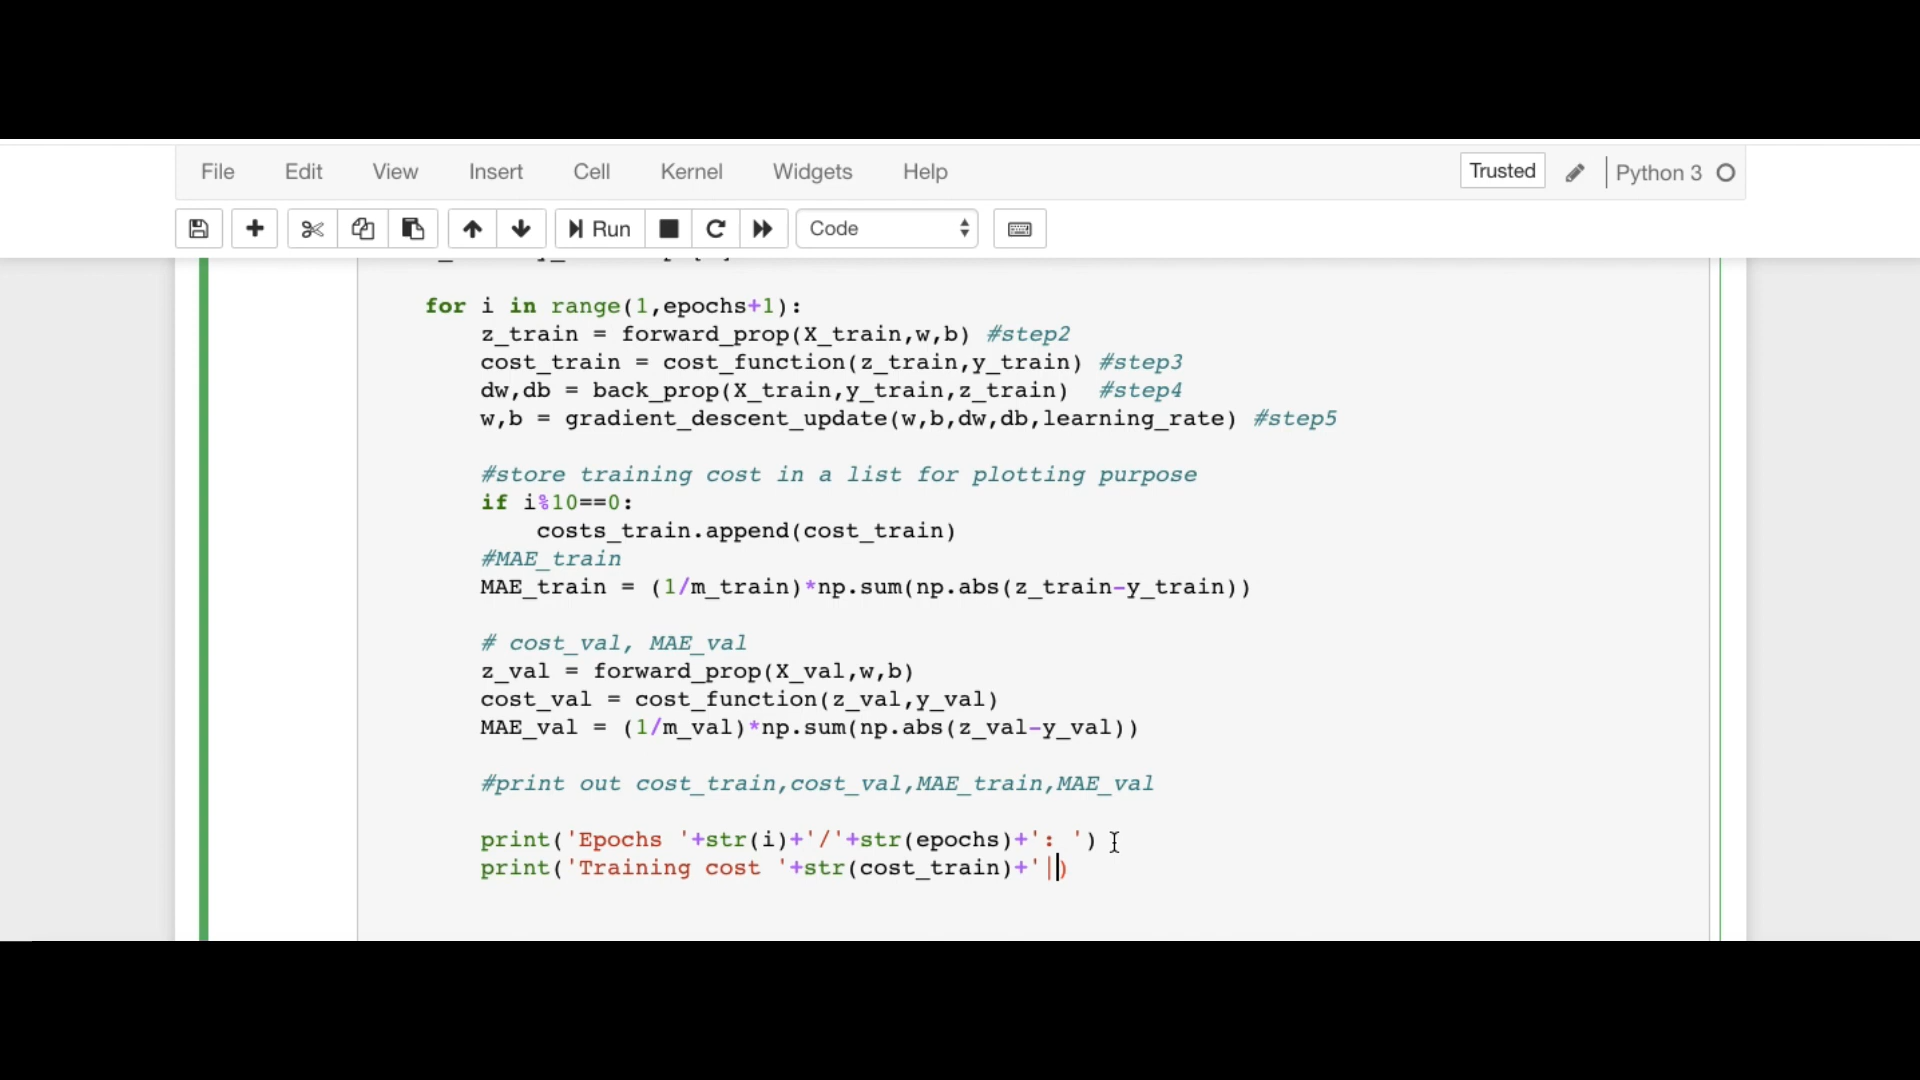 File Edit View Insert Cell Kernel Widgets Help Trusted Python 3
Run Code
for i in range(1,epochs+1):
z_train = forward_prop(X_train,w,b) #step2
cost_train = cost_function(z_train,y_train) #step3
dw,db = back_prop(X_train,y_train,z_train) #step4
w,b = gradient_descent_update(w,b,dw,db,learning_rate) #step5
#store training cost in a list for plotting purpose
if i%10==0:
costs_train.append(cost_train)
#MAE_train
MAE_train = (1/m_train)*np.sum(np.abs(z_train-y_train))
# cost_val, MAE_val
z_val = forward_prop(X_val,w,b)
cost_val = cost_function(z_val,y_val)
MAE_val = (1/m_val)*np.sum(np.abs(z_val-y_val))
#print out cost_train,cost_val,MAE_train,MAE_val
print('Epochs '+str(i)+'/'+str(epochs)+': ')
print('Training cost '+str(cost_train)+'|)